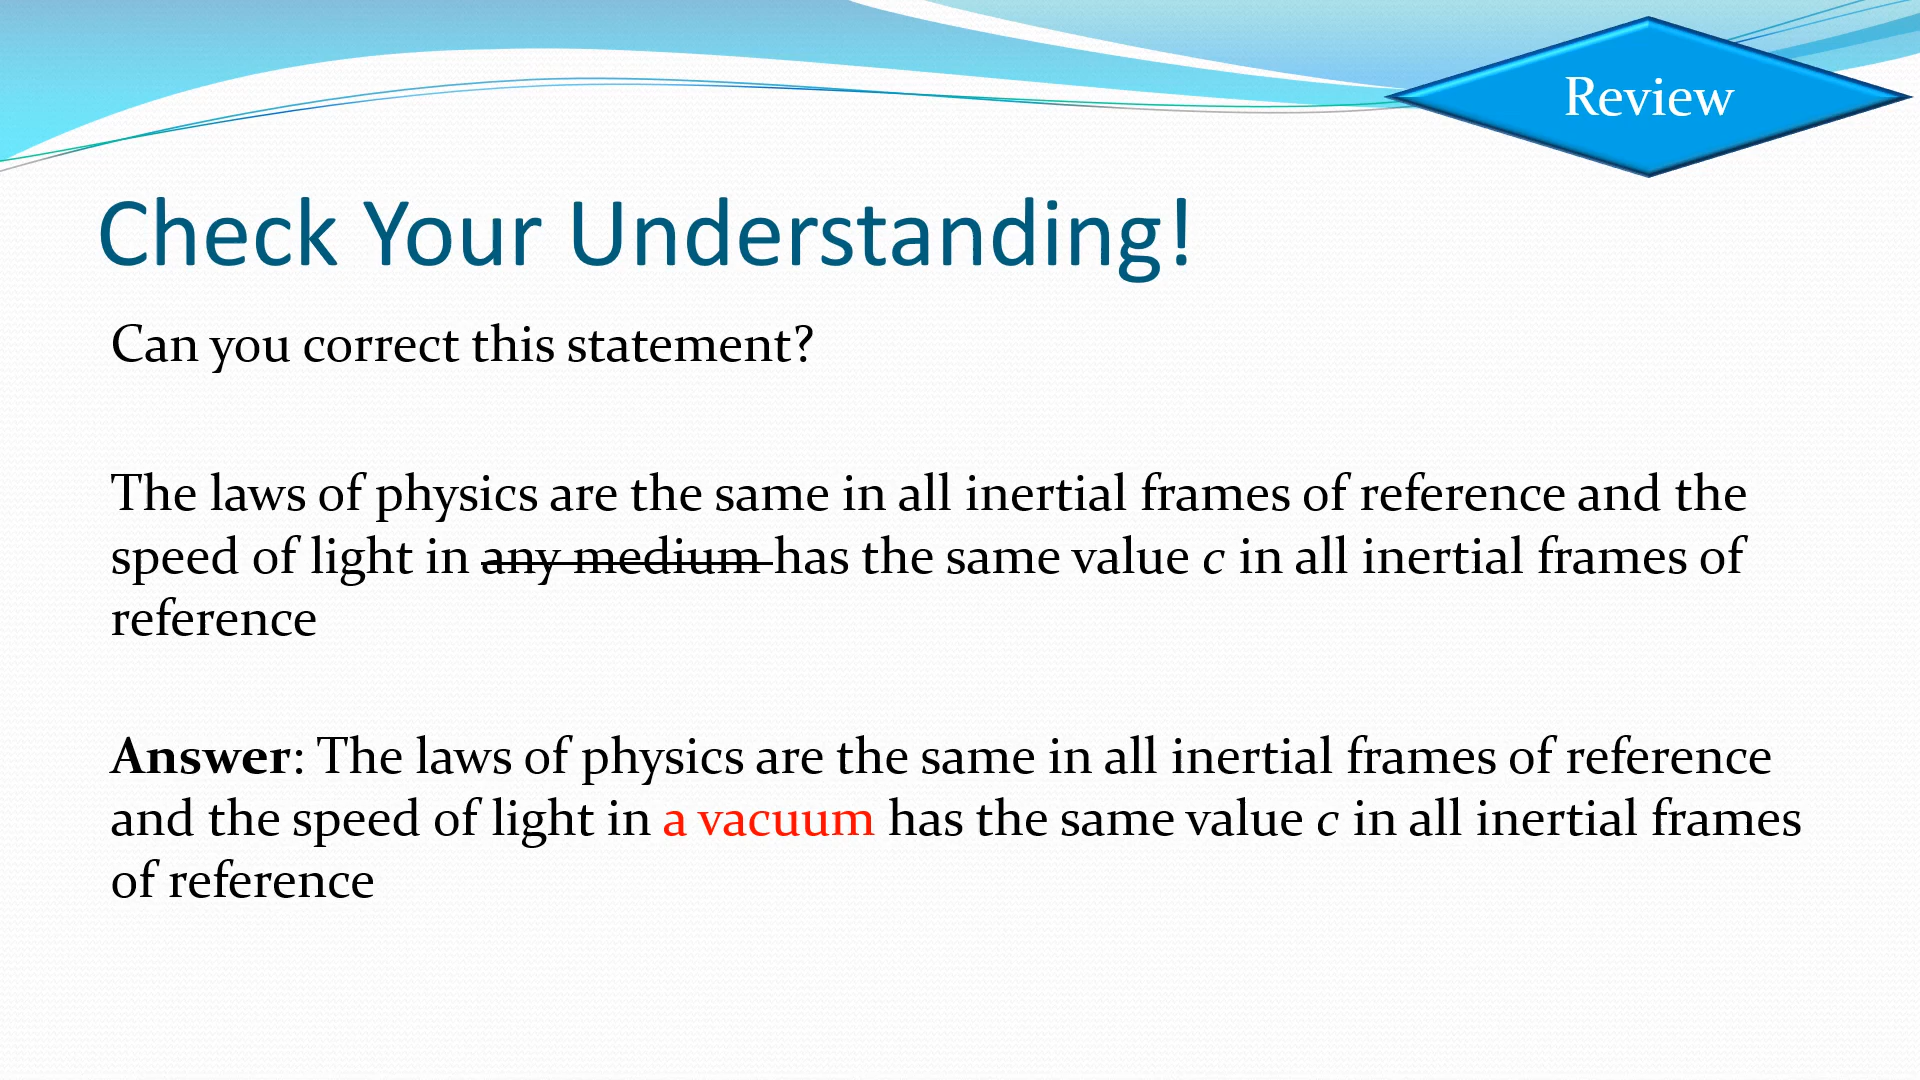 Review
Check Your Understanding!
Can you correct this statement?
The laws of physics are the same in all inertial frames of reference and the
speed of light in any medium has the same value c in all inertial frames of
reference
Answer: The laws of physics are the same in all inertial frames of reference
and the speed of light in a vacuum has the same value c in all inertial frames
of reference